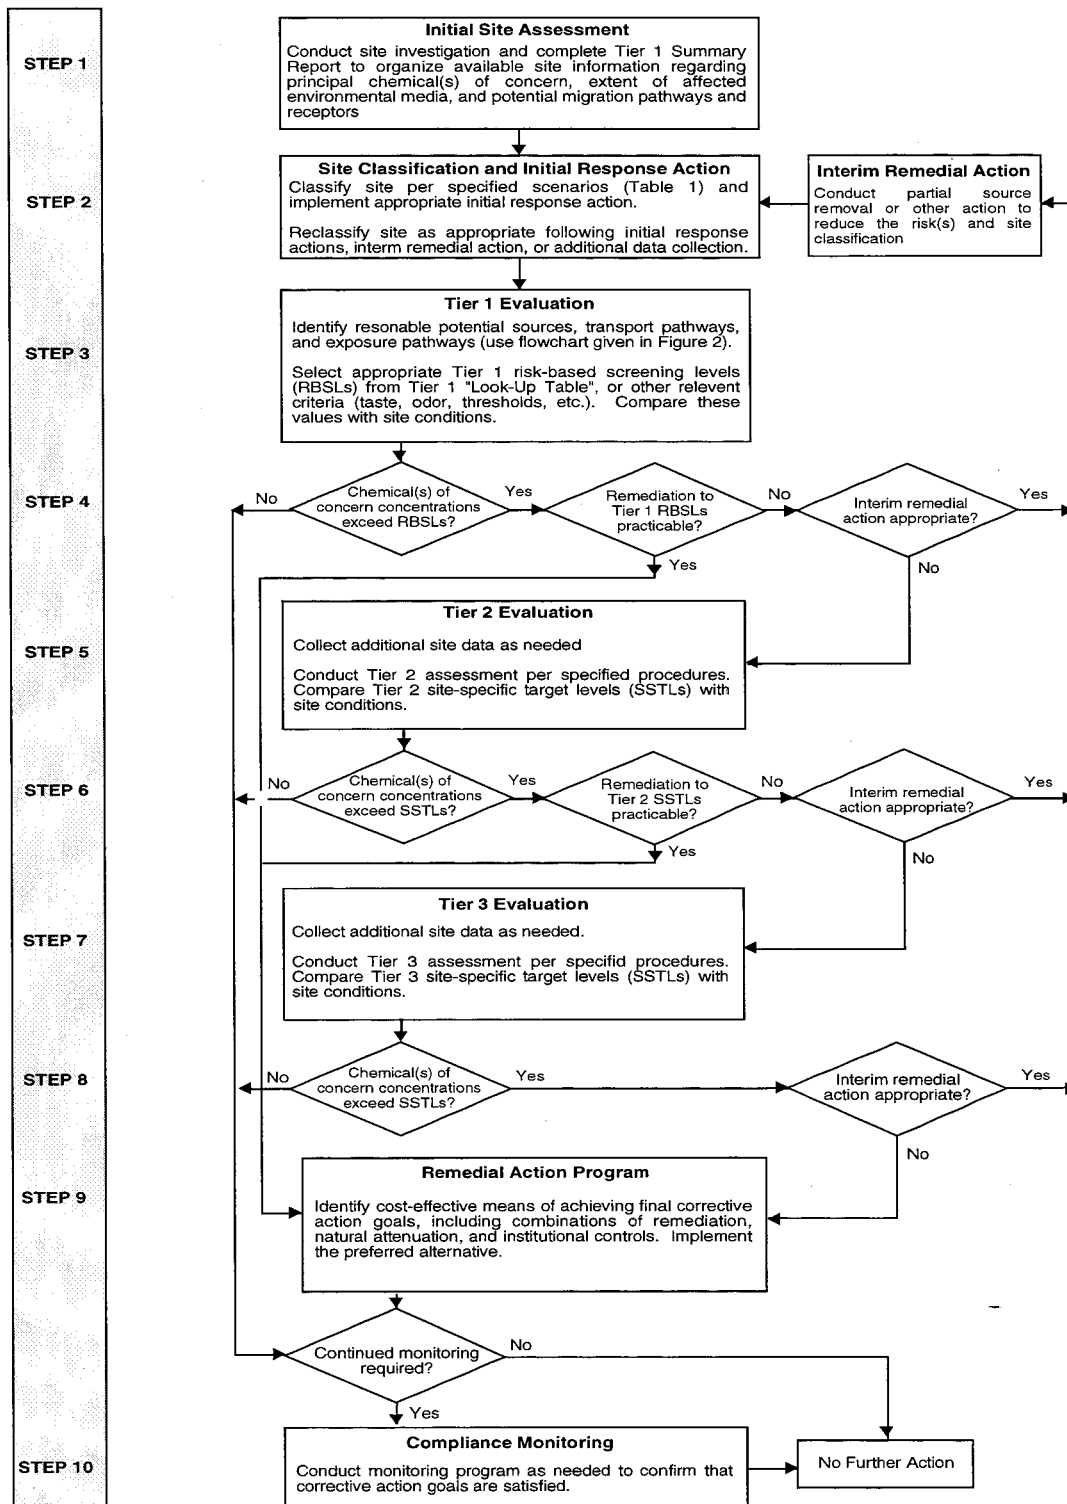 STEP 1
Initial Site Assessment
Conduct site investigation and complete Tier 1 Summary
Report to organize available site information regarding
principal chemical(s) of concern, extent of affected
environmental media, and potential migration pathways and
receptors
STEP 2
Site Classification and Initial Response Action
Classify site per specified scenarios (Table 1) and
implement appropriate initial response action.
Reclassify site as appropriate following initial response
actions, interm remedial action, or additional data collection.
Interim Remedial Action
Conduct partial source
removal or other action to
reduce the risk(s) and site
classification
STEP 3
Tier 1 Evaluation
Identify resonable potential sources, transport pathways,
and exposure pathways (use flowchart given in Figure 2).
Select appropriate Tier 1 risk-based screening levels
(RBSLs) from Tier 1 "Look-Up Table", or other relevent
criteria (taste, odor, thresholds, etc.). Compare these
values with site conditions.
STEP 4
No
Chemical(s) of
concern concentrations
exceed RBSLs?
Yes
Remediation to
Tier 1 RBSLs
practicable?
No
Interim remedial
action appropriate?
Yes
Yes
No
STEP 5
Tier 2 Evaluation
Collect additional site data as needed
Conduct Tier 2 assessment per specified procedures.
Compare Tier 2 site-specific target levels (SSTLs) with
site conditions.
STEP 6
No
Chemical(s) of
concern concentrations
exceed SSTLs?
Yes
Remediation to
Tier 2 SSTLs
practicable?
No
Interim remedial
action appropriate?
Yes
Yes
No
STEP 7
Tier 3 Evaluation
Collect additional site data as needed.
Conduct Tier 3 assessment per specifid procedures.
Compare Tier 3 site-specific target levels (SSTLs) with
site conditions.
STEP 8
No
Chemical(s) of
concern concentrations
exceed SSTLs?
Yes
Interim remedial
action appropriate?
Yes
No
STEP 9
Remedial Action Program
Identify cost-effective means of achieving final corrective
action goals, including combinations of remediation,
natural attenuation, and institutional controls. Implement
the preferred alternative.
Continued monitoring
required?
No
Yes
STEP 10
Compliance Monitoring
Conduct monitoring program as needed to confirm that
corrective action goals are satisfied.
No Further Action